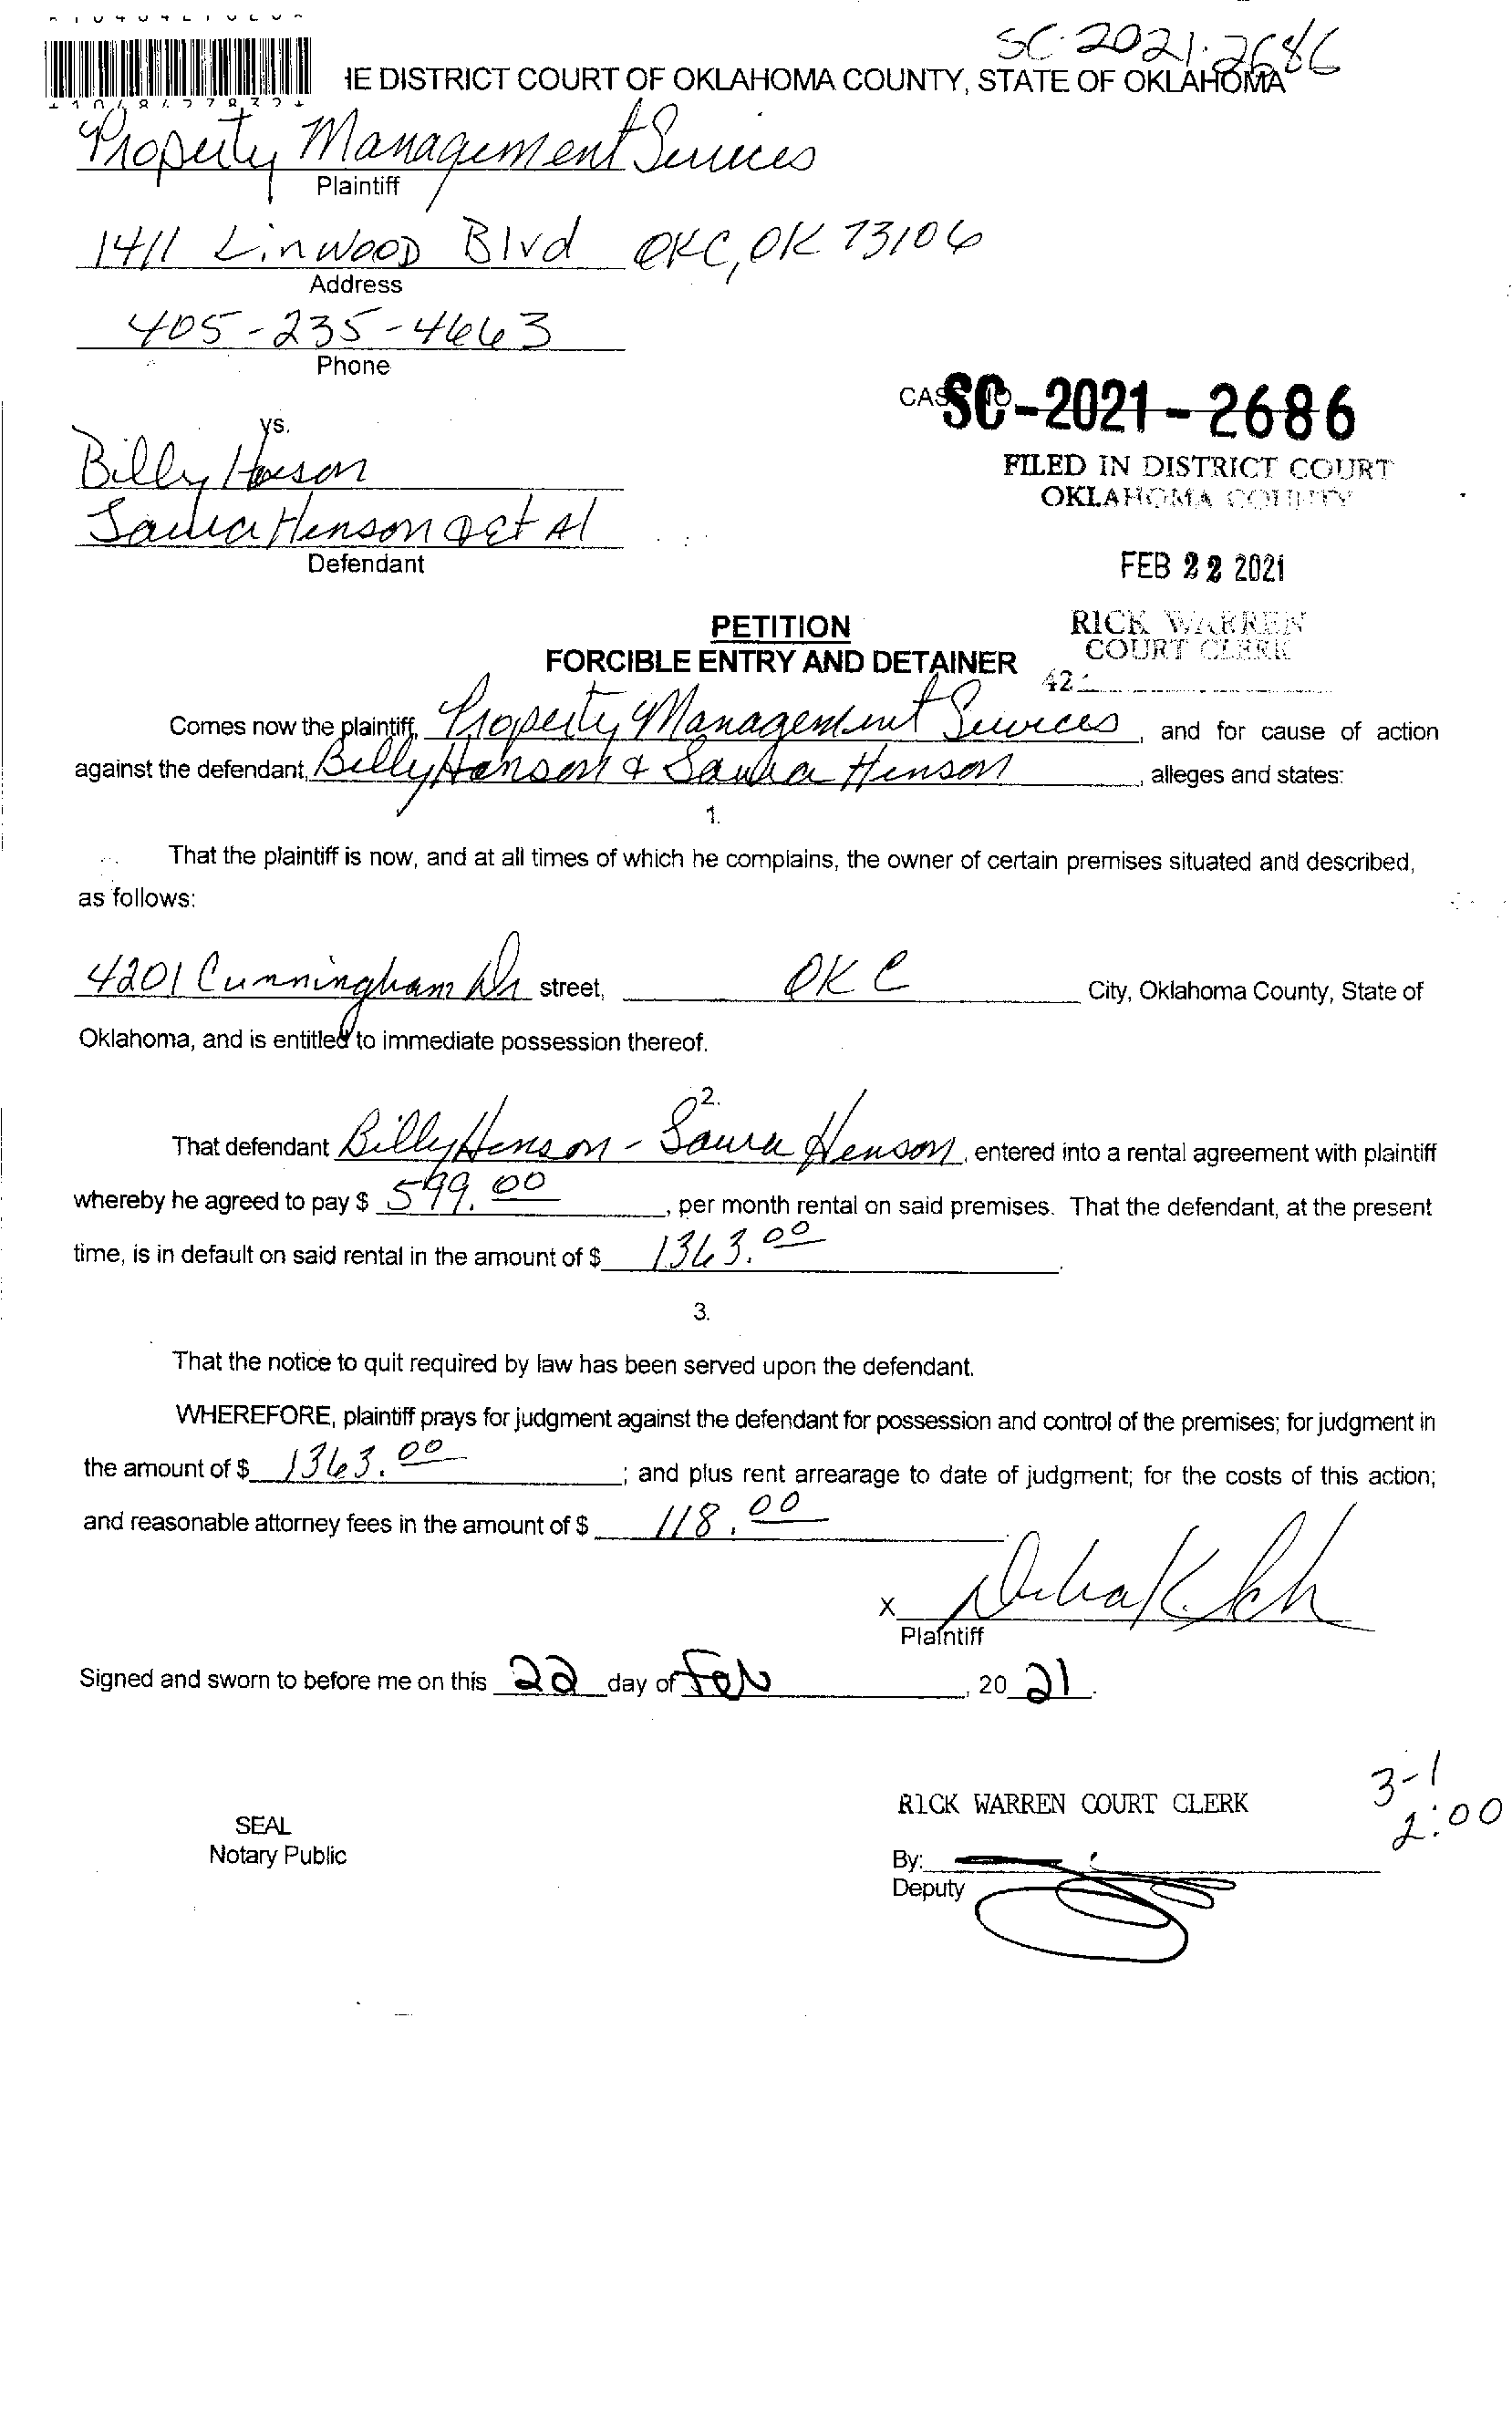 SC-2021-2686
HE DISTRICT COURT OF OKLAHOMA COUNTY, STATE OF OKLAHOMA
Property Management Services
Plaintiff
1411 Linwood Blvd OKC, OK 73106
Address
405-235-4663
Phone
CASE NO. SC-2021-2686
vs.
FILED IN DISTRICT COURT
Billy Henson
OKLAHOMA COUNTY
Laura Henson et Al
Defendant
FEB 22 2021
PETITION
RICK WARREN
FORCIBLE ENTRY AND DETAINER
COURT CLERK
42
Comes now the plaintiff, Property Management Services, and for cause of action
against the defendant, Billy Henson & Laura Henson, alleges and states:
1.
That the plaintiff is now, and at all times of which he complains, the owner of certain premises situated and described,
as follows:
4201 Cunningham Dr street, OKC City, Oklahoma County, State of
Oklahoma, and is entitled to immediate possession thereof.
2.
That defendant Billy Henson - Laura Henson, entered into a rental agreement with plaintiff
whereby he agreed to pay $ 599.00, per month rental on said premises. That the defendant, at the present
time, is in default on said rental in the amount of $ 1363.00.
3.
That the notice to quit required by law has been served upon the defendant.
WHEREFORE, plaintiff prays for judgment against the defendant for possession and control of the premises; for judgment in
the amount of $ 1363.00; and plus rent arrearage to date of judgment; for the costs of this action;
and reasonable attorney fees in the amount of $ 118.00.
X
Plaintiff
Signed and sworn to before me on this 22 day of Feb, 2021.
3-1
RICK WARREN COURT CLERK
2:00
SEAL
Notary Public
By:
Deputy